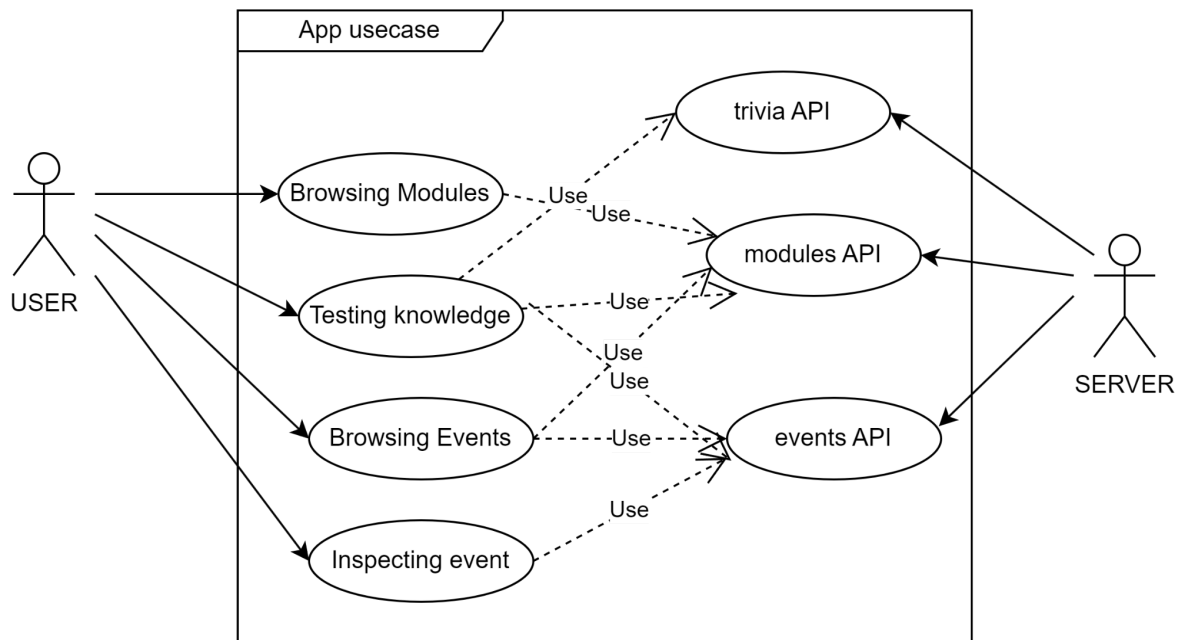 App usecase
trivia API
Browsing Modules
Use
Use
modules API
USER
Testing knowledge
Use
Use
Use
SERVER
Browsing Events
Use
events API
Use
Inspecting event